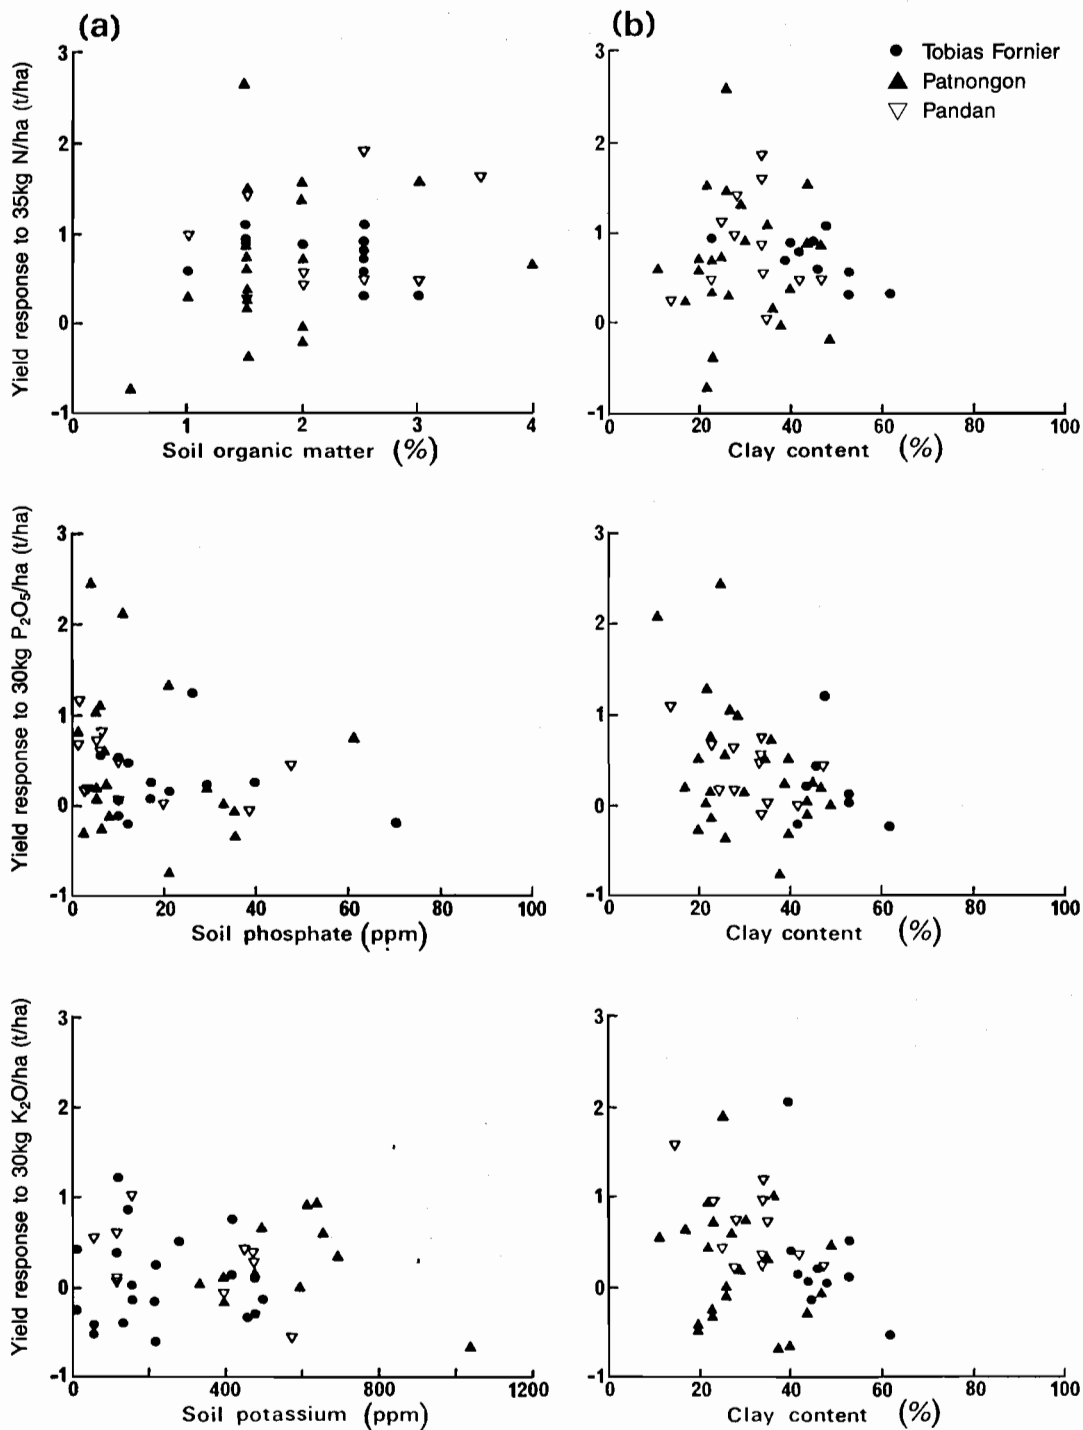 (a)
(b)
Tobias Fornier
Patnongon
Pandan
Yield response to 35kg N/ha (t/ha)
3
2
1
0
-1
0 1 2 3 4
Soil organic matter (%)
3
2
1
0
-1
0 20 40 60 80 100
Clay content (%)
Yield response to 30kg P₂O₅/ha (t/ha)
3
2
1
0
-1
0 20 40 60 80 100
Soil phosphate (ppm)
3
2
1
0
-1
0 20 40 60 80 100
Clay content (%)
Yield response to 30kg K₂O/ha (t/ha)
3
2
1
0
-1
0 400 800 1200
Soil potassium (ppm)
3
2
1
0
-1
0 20 40 60 80 100
Clay content (%)